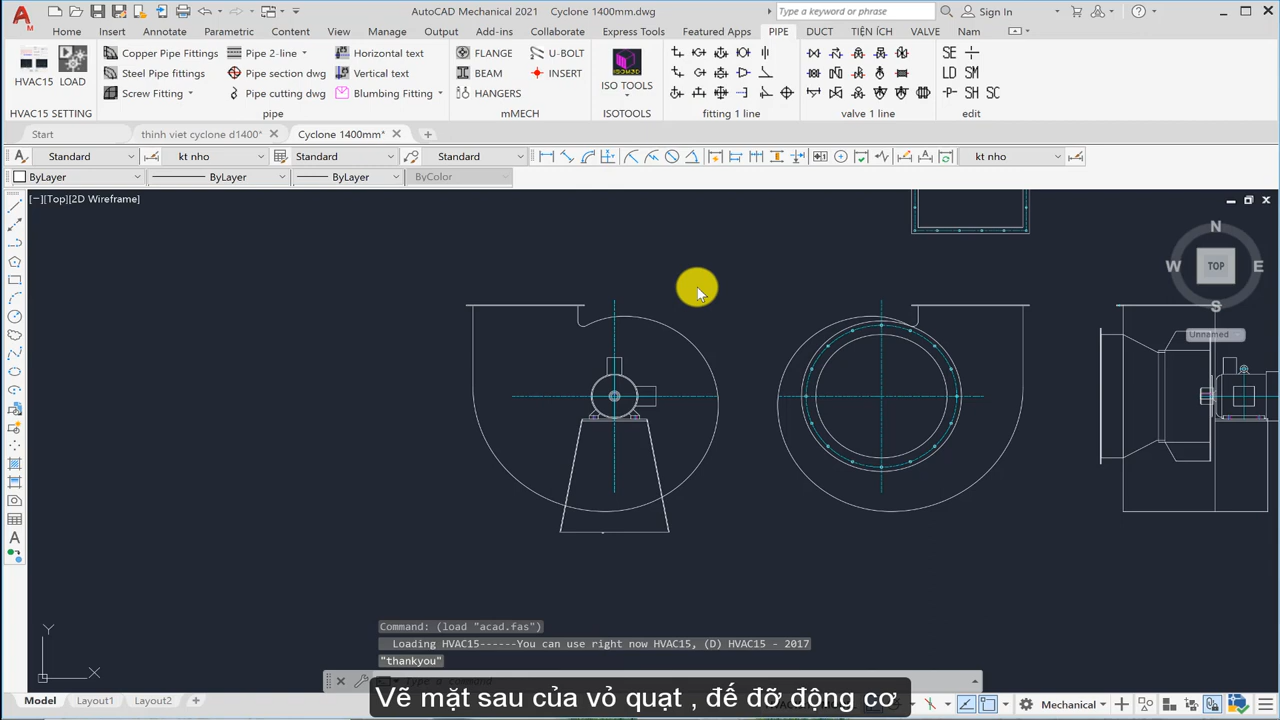 AutoCAD Mechanical 2021 Cyclone 1400mm.dwg
Type a keyword or phrase
Sign In
Home Insert Annotate Parametric View Manage Output Add-ins Collaborate Express Tools Featured Apps PIPE DUCT TIỆN ÍCH VALVE Nam
HVAC15 LOAD
Copper Pipe Fittings Pipe 2-line Horizontal text FLANGE U-BOLT
Steel Pipe fittings Pipe section dwg Vertical text BEAM INSERT
Screw Fitting Pipe cutting dwg Blumbing Fitting HANGERS
ISO TOOLS
SE
LD SM
-P- SH SC
HVAC15 SETTING pipe mMECH ISOTOOLS fitting 1 line valve 1 line edit
Start thinh viet cyclone d1400* Cyclone 1400mm*
Standard kt nho Standard Standard kt nho
ByLayer ByLayer ByLayer ByColor
[−][Top][2D Wireframe]
N
W TOP E
S
Unnamed
Command: (load "acad.fas")
Loading HVAC15------You can use right now HVAC15, (D) HVAC15 - 2017
"thankyou"
Y
X
Type a command
Vẽ mặt sau của vỏ quạt , đế đỡ động cơ
Model Layout1 Layout2
MODEL
Mechanical